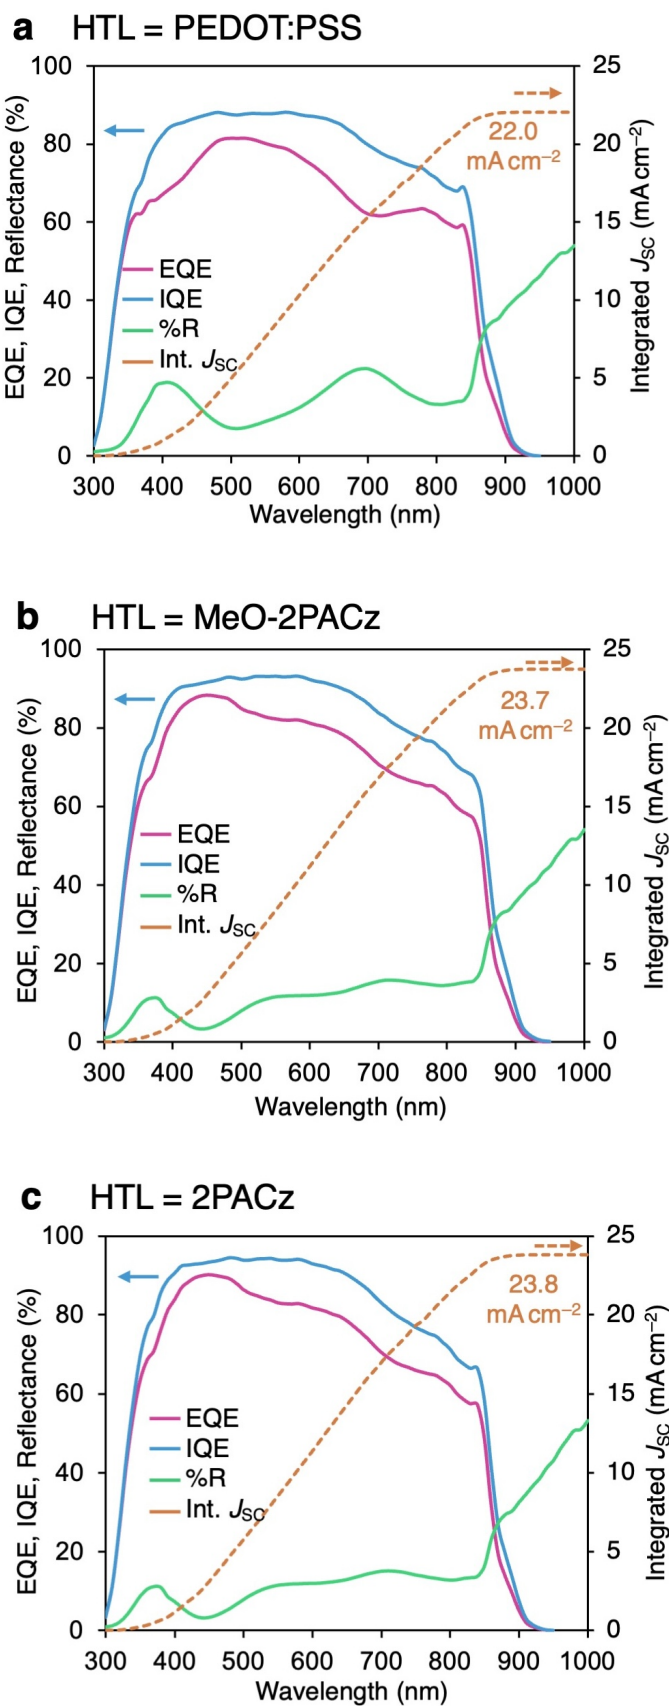 a HTL = PEDOT:PSS
100
80
60
40
20
0
EQE, IQE, Reflectance (%)
25
20
15
10
5
0
Integrated JSC (mA cm−2)
22.0
mA cm−2
EQE
IQE
%R
Int. JSC
300 400 500 600 700 800 900 1000
Wavelength (nm)
b HTL = MeO-2PACz
100
80
60
40
20
0
EQE, IQE, Reflectance (%)
25
20
15
10
5
0
Integrated JSC (mA cm−2)
23.7
mA cm−2
EQE
IQE
%R
Int. JSC
300 400 500 600 700 800 900 1000
Wavelength (nm)
c HTL = 2PACz
100
80
60
40
20
0
EQE, IQE, Reflectance (%)
25
20
15
10
5
0
Integrated JSC (mA cm−2)
23.8
mA cm−2
EQE
IQE
%R
Int. JSC
300 400 500 600 700 800 900 1000
Wavelength (nm)